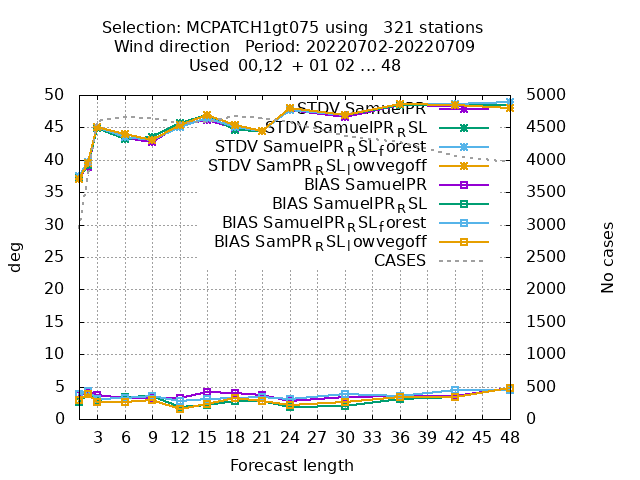 Selection: MCPATCH1gt075 using   321 stations
Wind direction   Period: 20220702-20220709
Used  00,12  + 01 02 ... 48
50 5000
STDV SamuelPR
45 4500
STDV SamuelPR_RSL
STDV SamuelPR_RSL_forest
40 4000
STDV SamPR_RSL_lowvegoff
BIAS SamuelPR
35 3500
BIAS SamuelPR_RSL
BIAS SamuelPR_RSL_forest
30 3000
BIAS SamPR_RSL_lowvegoff
CASES
25 2500
20 2000
15 1500
10 1000
5 500
0 0
deg
No cases
3 6 9 12 15 18 21 24 27 30 33 36 39 42 45 48
Forecast length